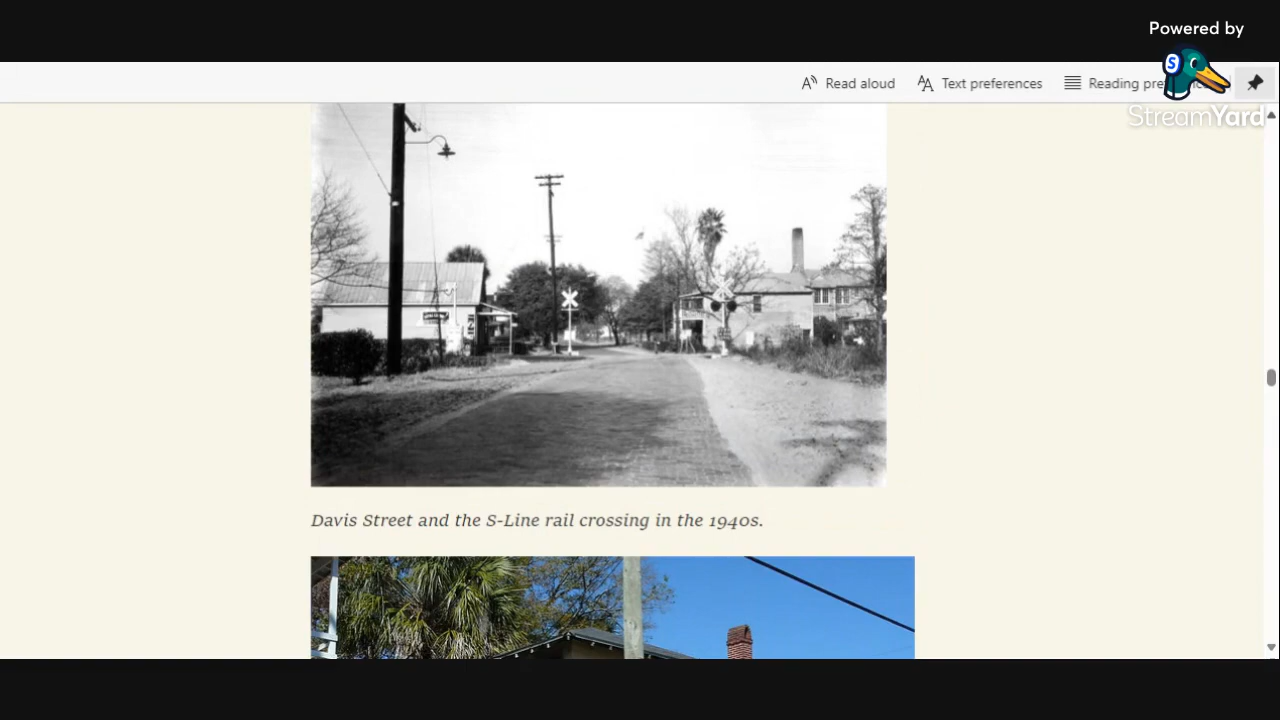 Powered by
Read aloud
Text preferences
Reading pre
S
StreamYard
Davis Street and the S-Line rail crossing in the 1940s.